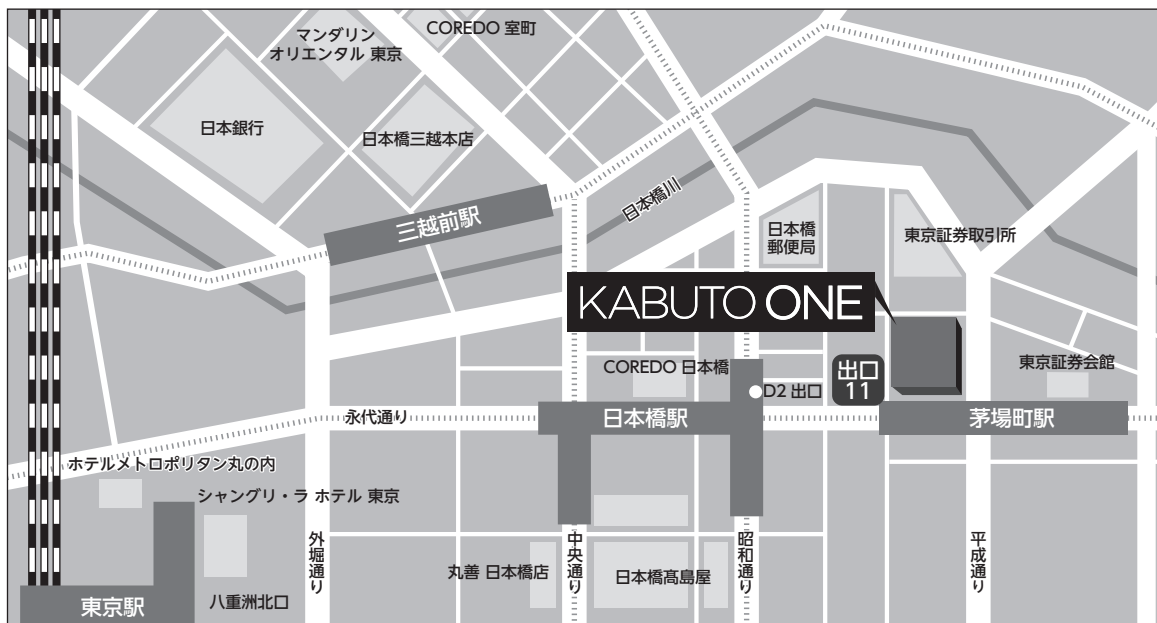 マンダリン
オリエンタル 東京
COREDO 室町
日本銀行
日本橋三越本店
三越前駅
日本橋川
日本橋
郵便局
東京証券取引所
KABUTO ONE
COREDO 日本橋
D2 出口
出口
11
東京証券会館
永代通り
日本橋駅
茅場町駅
ホテルメトロポリタン丸の内
シャングリ・ラ ホテル 東京
外堀通り
中央通り
昭和通り
平成通り
丸善 日本橋店
日本橋髙島屋
東京駅
八重洲北口